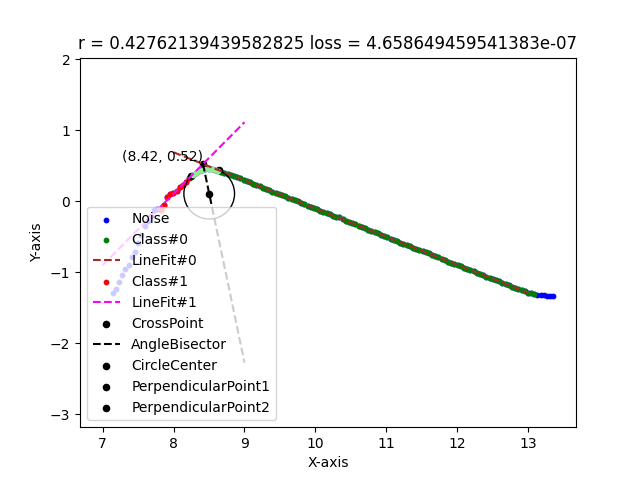 r = 0.42762139439582825 loss = 4.658649459541383e-07
2
1
0
−1
−2
−3
Y-axis
(8.42, 0.52)
Noise
Class#0
LineFit#0
Class#1
LineFit#1
CrossPoint
AngleBisector
CircleCenter
PerpendicularPoint1
PerpendicularPoint2
7 8 9 10 11 12 13
X-axis